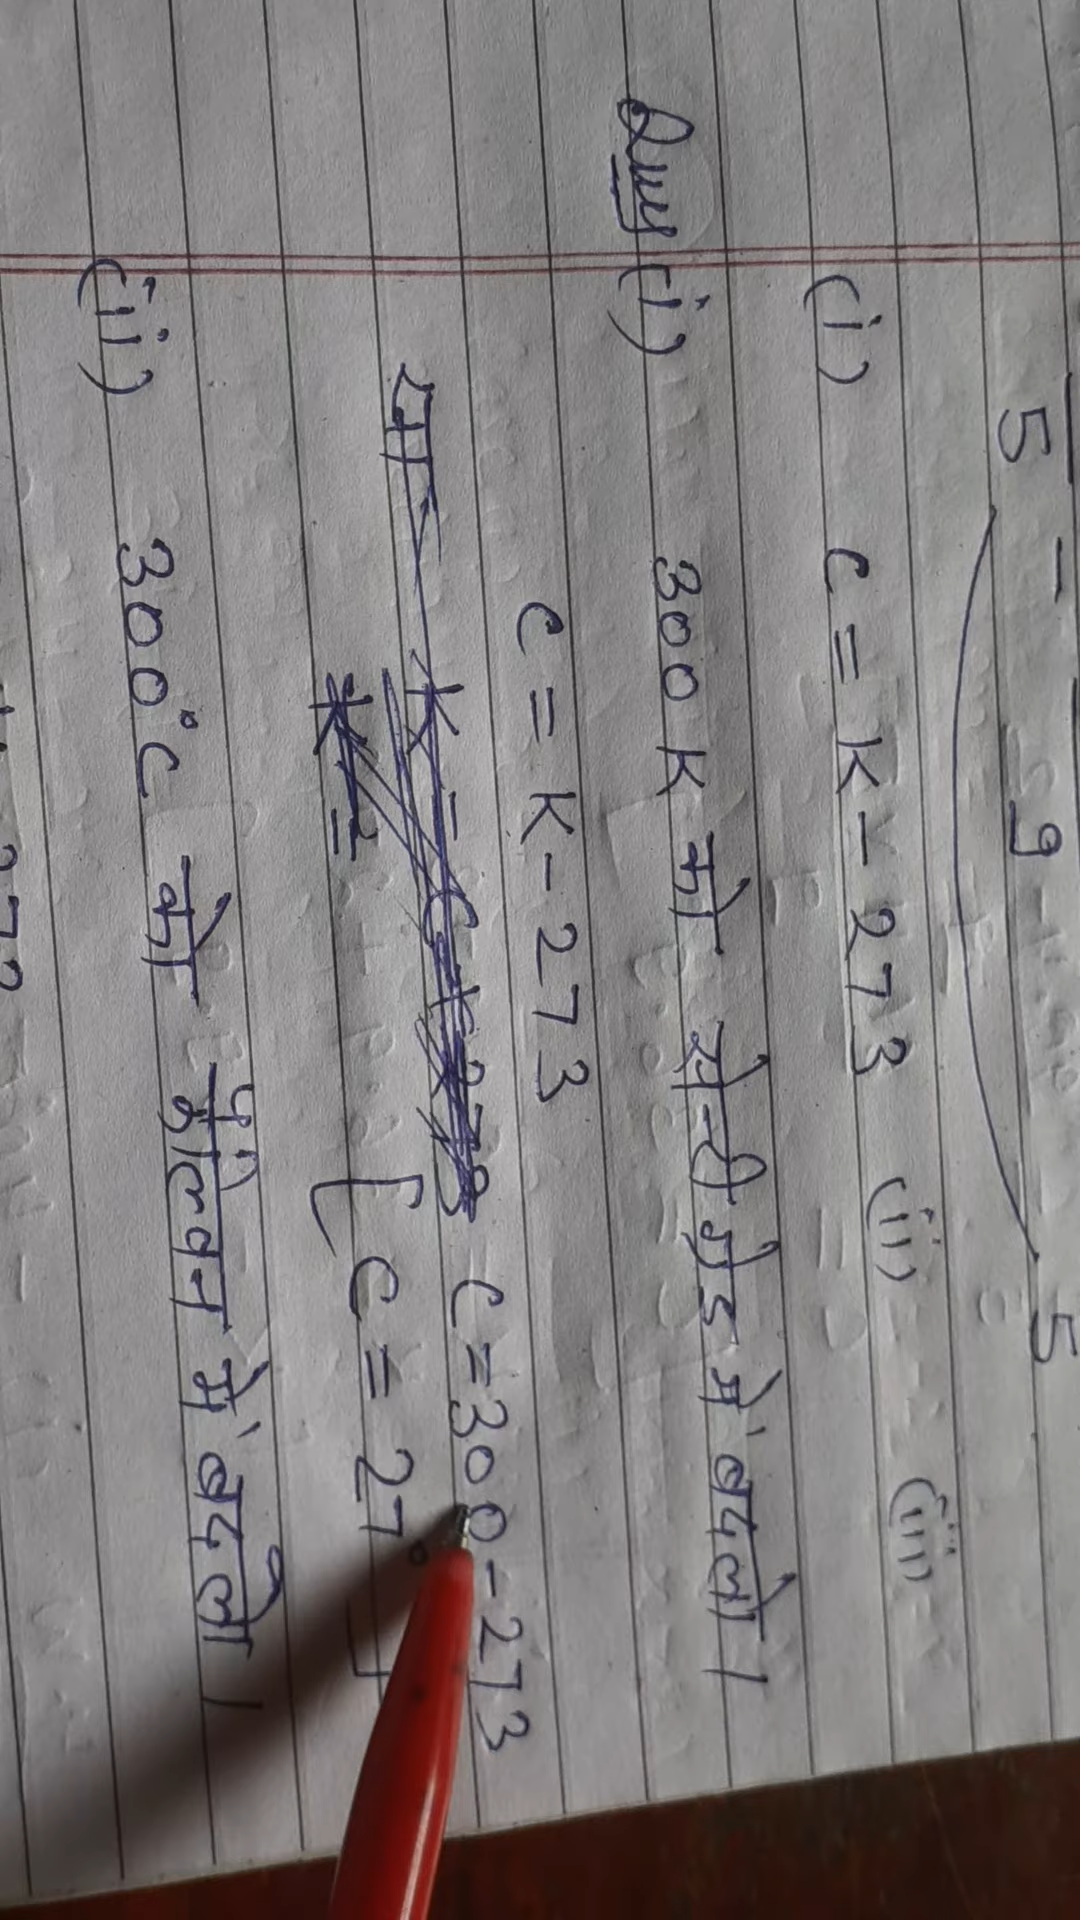 5 - 9 5
(i) C = K - 273 (ii) (iii)
Ques (i) 300 K को सेन्टीग्रेड में बदलो।
C = K - 273
C = 300 - 273
[C = 27°]
(ii) 300°C को में बदलो।